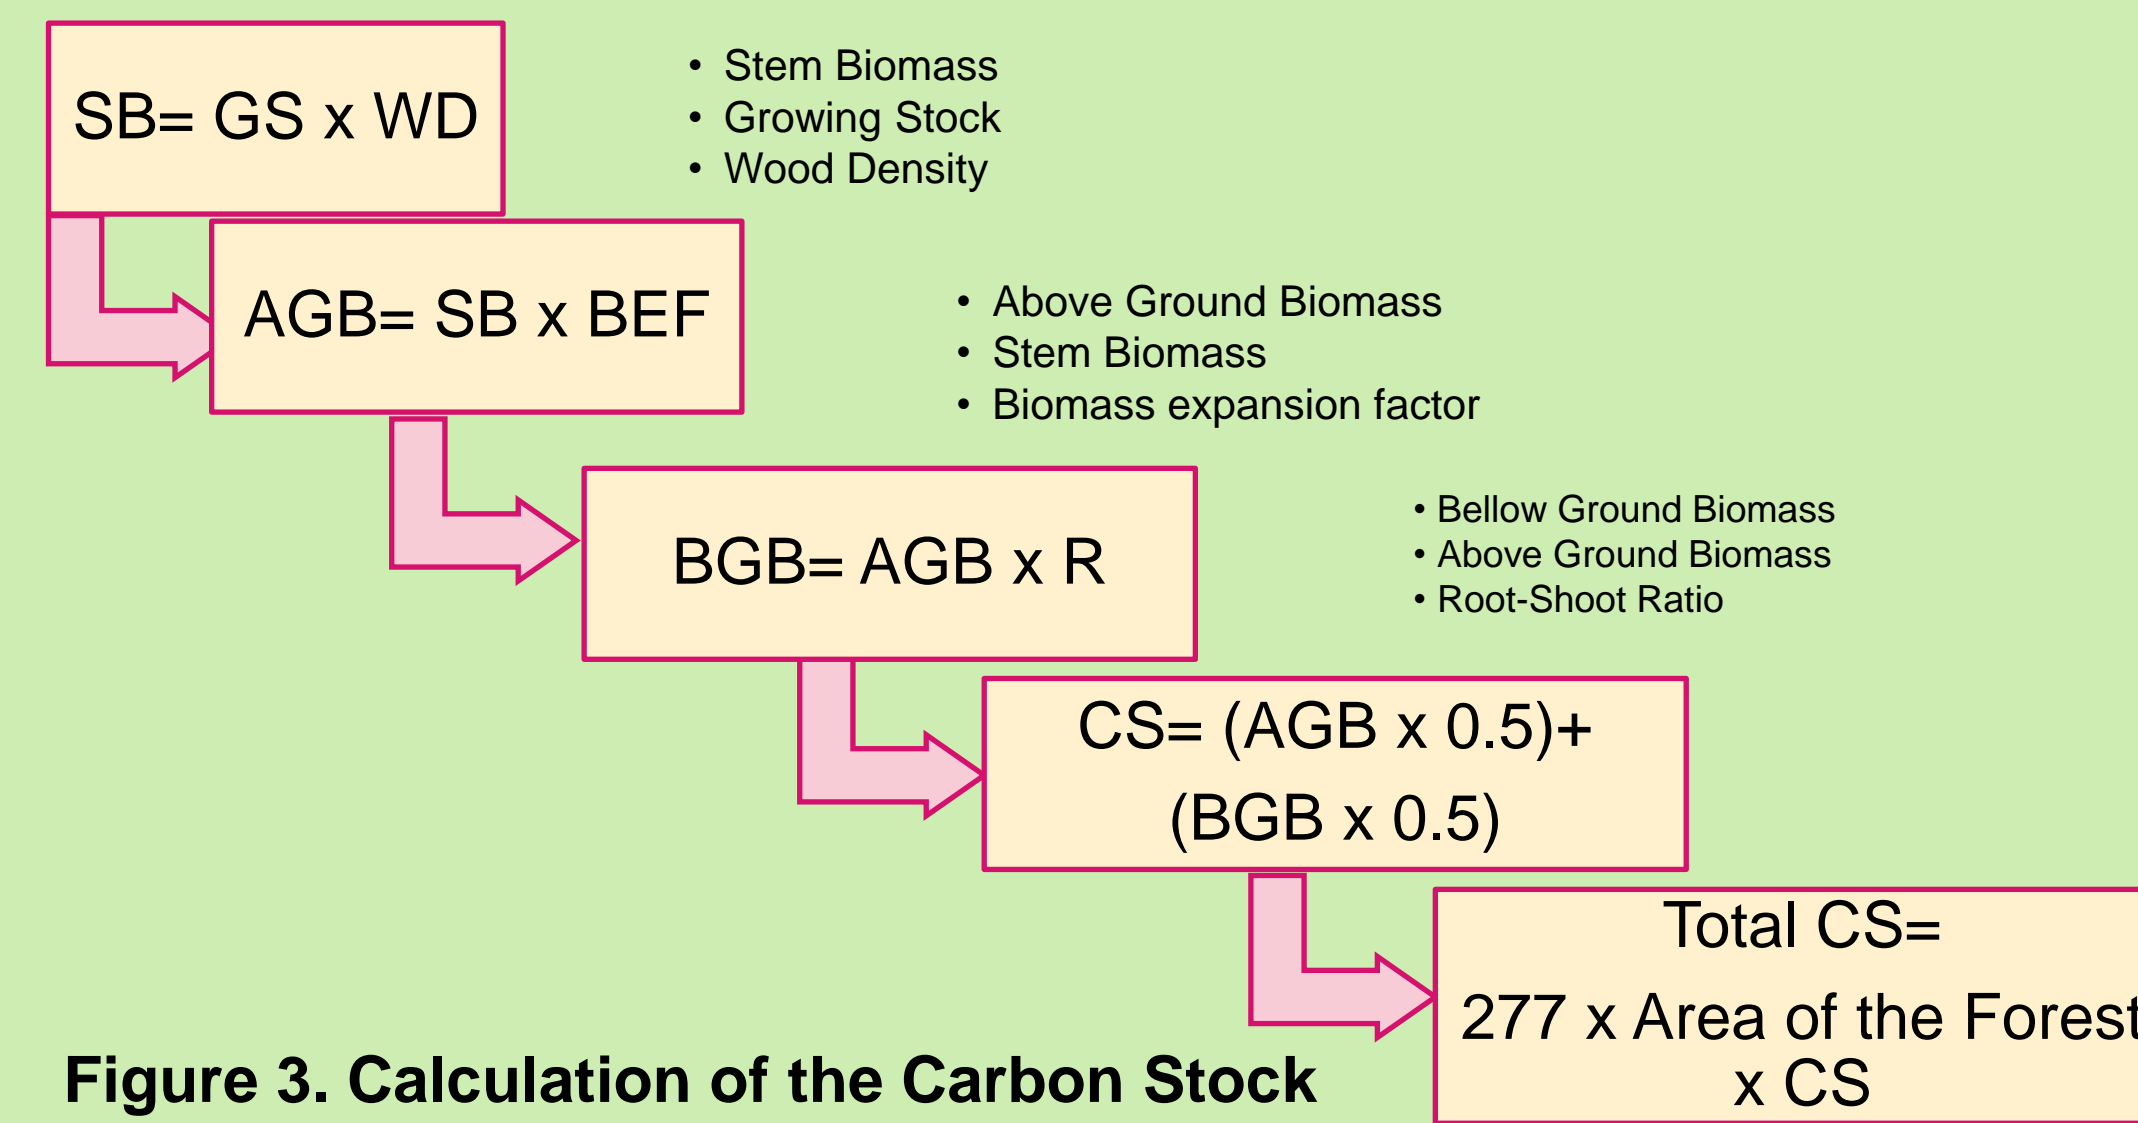 SB= GS x WD
• Stem Biomass
• Growing Stock
• Wood Density
AGB= SB x BEF
• Above Ground Biomass
• Stem Biomass
• Biomass expansion factor
BGB= AGB x R
• Bellow Ground Biomass
• Above Ground Biomass
• Root-Shoot Ratio
CS= (AGB x 0.5)+
(BGB x 0.5)
Total CS=
277 x Area of the Forest
x CS
Figure 3. Calculation of the Carbon Stock